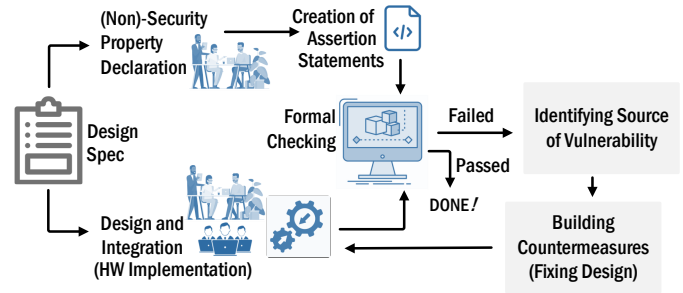 (Non)-Security
Property
Declaration
Creation of
Assertion
Statements
</>
Design
Spec
Formal
Checking
Failed
Passed
DONE!
Identifying Source
of Vulnerability
Design and
Integration
(HW Implementation)
Building
Countermeasures
(Fixing Design)